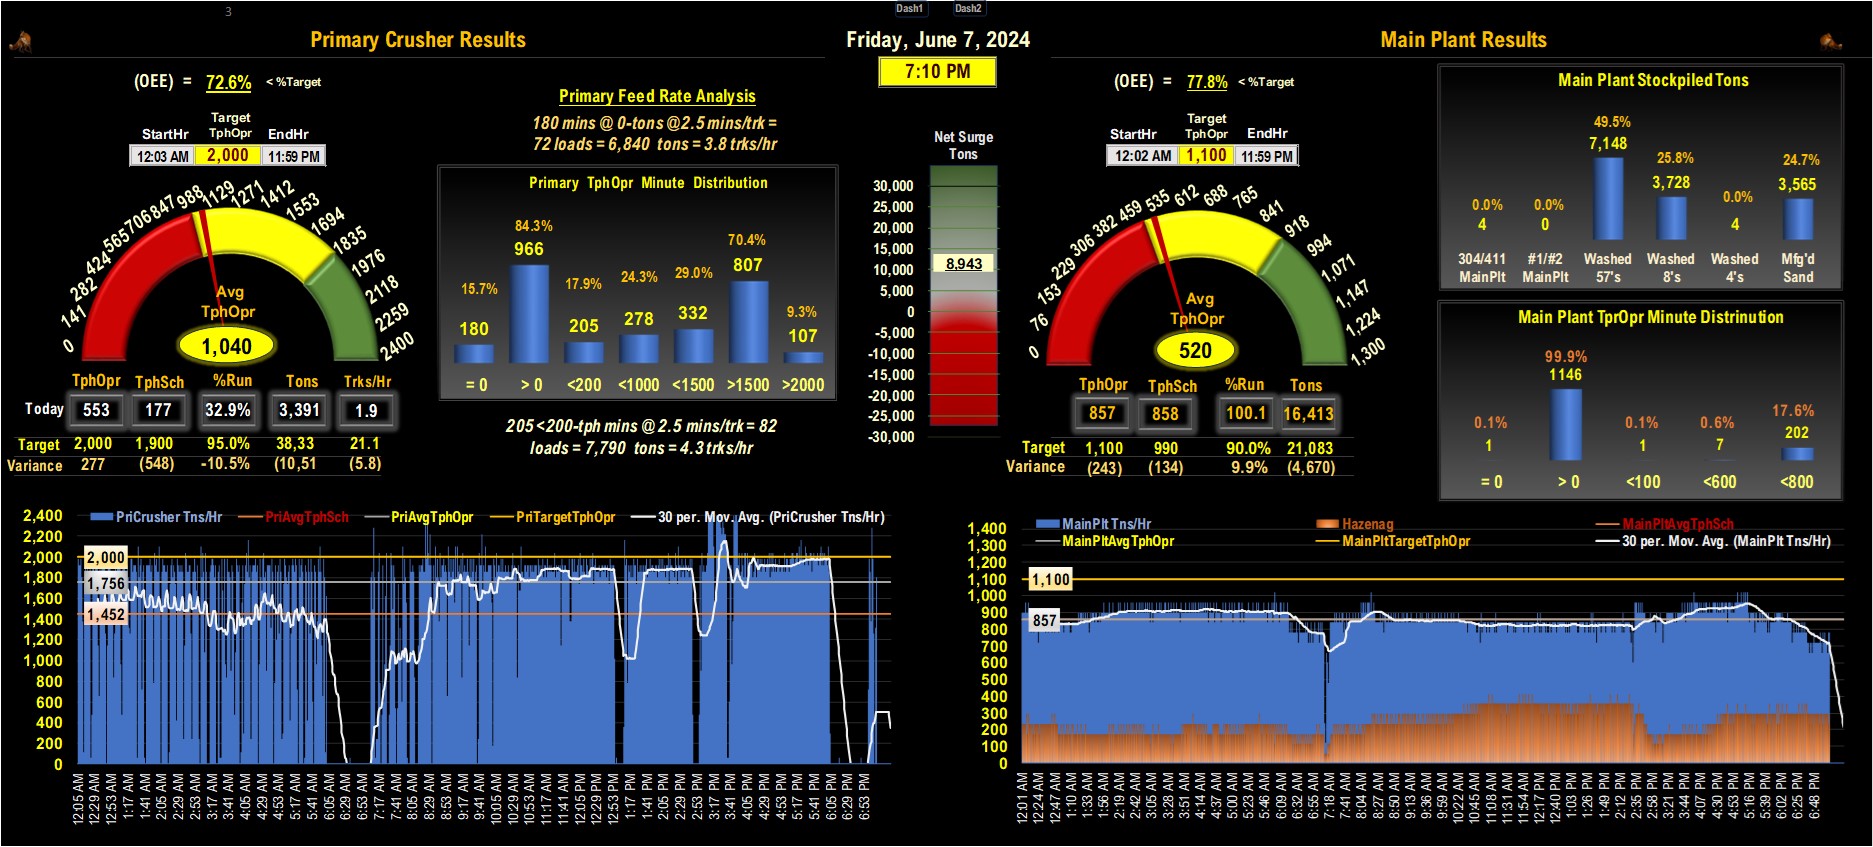 3
Dash1 Dash2
Primary Crusher Results
Friday, June 7, 2024
Main Plant Results
7:10 PM
(OEE) = 72.6% < %Target
Primary Feed Rate Analysis
180 mins @ 0-tons @2.5 mins/trk =
72 loads = 6,840 tons = 3.8 trks/hr
StartHr Target TphOpr EndHr
12:03 AM 2,000 11:59 PM
0 141 282 424 565 706 847 988 1129 1271 1412 1553 1694 1835 1976 2118 2259 2400
Avg
TphOpr
1,040
TphOpr TphSch %Run Tons Trks/Hr
Today 553 177 32.9% 3,391 1.9
Target 2,000 1,900 95.0% 38,33 21.1
Variance 277 (548) -10.5% (10,51 (5.8)
Primary TphOpr Minute Distribution
15.7% 84.3% 17.9% 24.3% 29.0% 70.4% 9.3%
180 966 205 278 332 807 107
= 0 > 0 <200 <1000 <1500 >1500 >2000
205<200-tph mins @ 2.5 mins/trk= 82
loads = 7,790 tons = 4.3 trks/hr
Net Surge
Tons
30,000
25,000
20,000
15,000
10,000
5,000
0
-5,000
-10,000
-15,000
-20,000
-25,000
-30,000
8,943
(OEE) = 77.8% < %Target
StartHr Target TphOpr EndHr
12:02 AM 1,100 11:59 PM
0 76 153 229 306 382 459 535 612 688 765 841 918 994 1,071 1,147 1,224 1,300
Avg
TphOpr
520
TphOpr TphSch %Run Tons
857 858 100.1 16,413
Target 1,100 990 90.0% 21,083
Variance (243) (134) 9.9% (4,670)
Main Plant Stockpiled Tons
0.0% 0.0% 49.5% 25.8% 0.0% 24.7%
4 0 7,148 3,728 4 3,565
304/411 #1/#2 Washed Washed Washed Mfg'd
MainPlt MainPlt 57's 8's 4's Sand
Main Plant TprOpr Minute Distrinution
0.1% 99.9% 0.1% 0.6% 17.6%
1 1146 1 7 202
= 0 > 0 <100 <600 <800
PriCrusher Tns/Hr PriAvgTphSch PriAvgTphOpr PriTargetTphOpr 30 per. Mov. Avg. (PriCrusher Tns/Hr)
2,400
2,200
2,000
1,800
1,600
1,400
1,200
1,000
800
600
400
200
0
2,000
1,756
1,452
12:05 AM 12:29 AM 12:53 AM 1:17 AM 1:41 AM 2:05 AM 2:29 AM 2:53 AM 3:17 AM 3:41 AM 4:05 AM 4:29 AM 4:53 AM 5:17 AM 5:41 AM 6:05 AM 6:29 AM 6:53 AM 7:17 AM 7:41 AM 8:05 AM 8:29 AM 8:53 AM 9:17 AM 9:41 AM 10:05 AM 10:29 AM 10:53 AM 11:17 AM 11:41 AM 12:05 PM 12:29 PM 12:53 PM 1:17 PM 1:41 PM 2:05 PM 2:29 PM 2:53 PM 3:17 PM 3:41 PM 4:05 PM 4:29 PM 4:53 PM 5:17 PM 5:41 PM 6:05 PM 6:29 PM 6:53 PM
MainPlt Tns/Hr Hazenag MainPltAvgTphSch
MainPltAvgTphOpr MainPltTargetTphOpr 30 per. Mov. Avg. (MainPlt Tns/Hr)
1,400
1,300
1,200
1,100
1,000
900
800
700
600
500
400
300
200
100
0
1,100
857
12:01 AM 12:24 AM 12:47 AM 1:10 AM 1:33 AM 1:56 AM 2:19 AM 2:42 AM 3:05 AM 3:28 AM 3:51 AM 4:14 AM 4:37 AM 5:00 AM 5:23 AM 5:46 AM 6:09 AM 6:32 AM 6:55 AM 7:18 AM 7:41 AM 8:04 AM 8:27 AM 8:50 AM 9:13 AM 9:36 AM 9:59 AM 10:22 AM 10:45 AM 11:08 AM 11:31 AM 11:54 AM 12:17 PM 12:40 PM 1:03 PM 1:26 PM 1:49 PM 2:12 PM 2:35 PM 2:58 PM 3:21 PM 3:44 PM 4:07 PM 4:30 PM 4:53 PM 5:16 PM 5:39 PM 6:02 PM 6:25 PM 6:48 PM